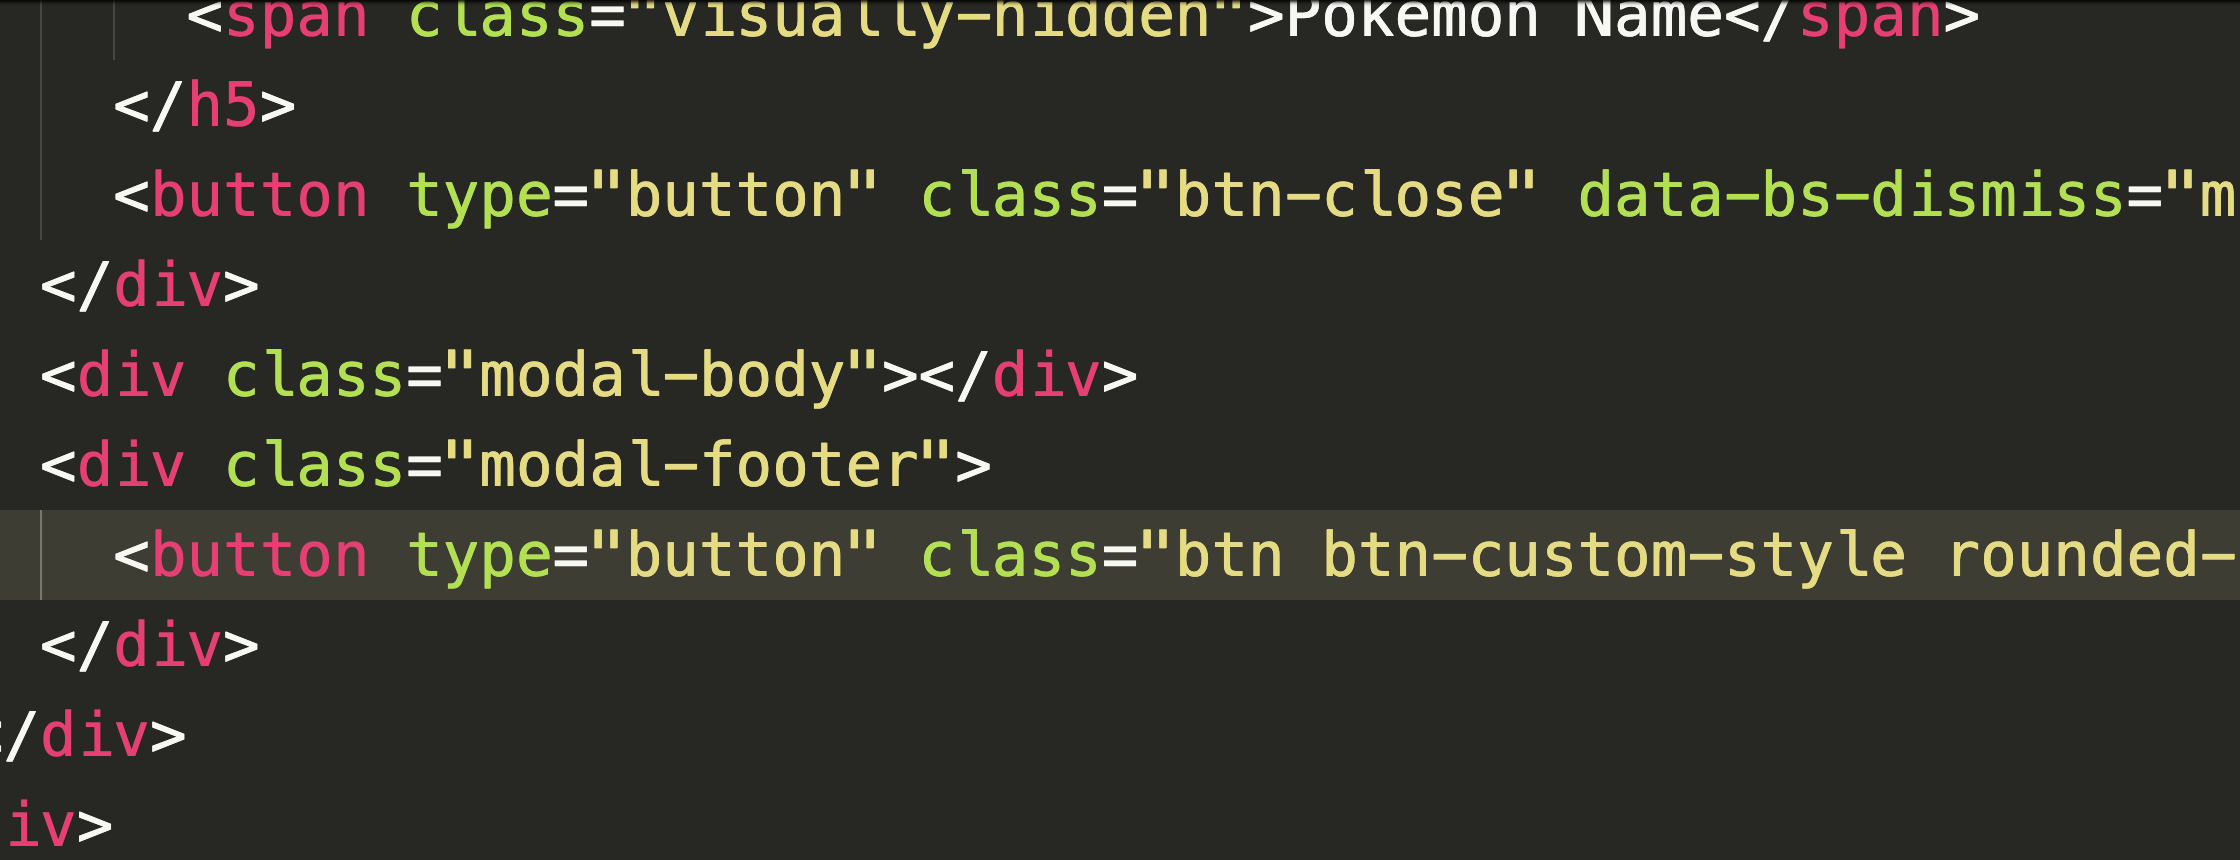 <span class="visually-hidden">Pokemon Name</span>
</h5>
<button type="button" class="btn-close" data-bs-dismiss="m
</div>
<div class="modal-body"></div>
<div class="modal-footer">
<button type="button" class="btn btn-custom-style rounded-
</div>
</div>
iv>